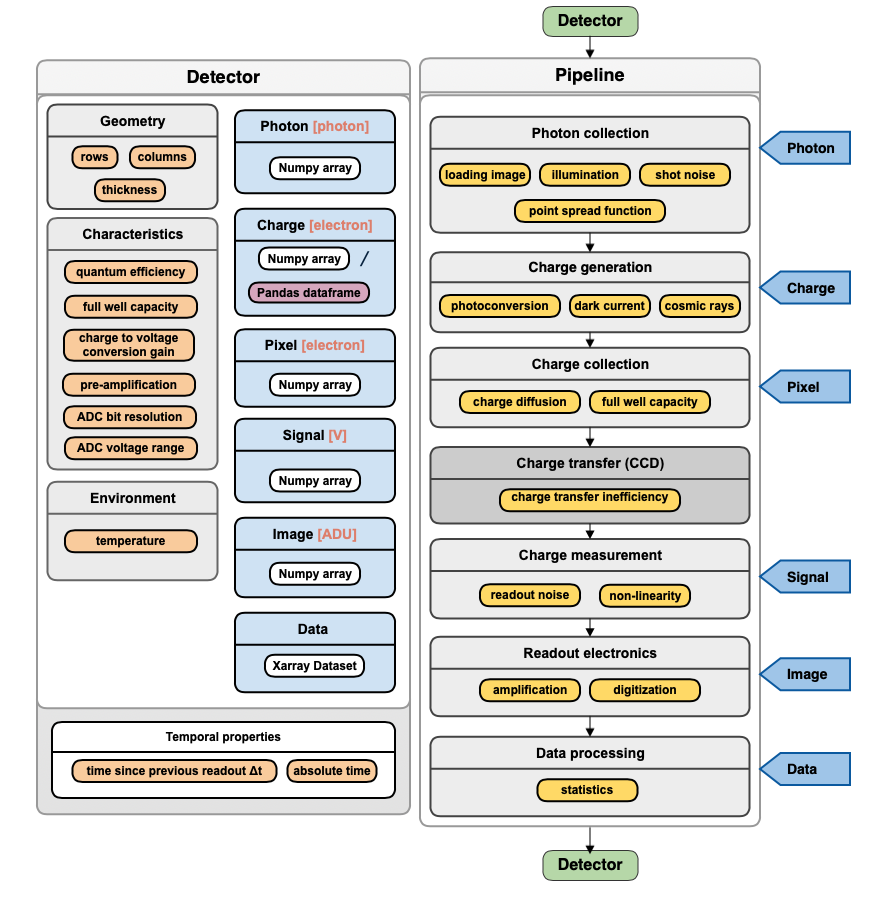 Detector
Detector
Geometry
rows
columns
thickness
Characteristics
quantum efficiency
full well capacity
charge to voltage
conversion gain
pre-amplification
ADC bit resolution
ADC voltage range
Environment
temperature
Photon [photon]
Numpy array
Charge [electron]
Numpy array /
Pandas dataframe
Pixel [electron]
Numpy array
Signal [V]
Numpy array
Image [ADU]
Numpy array
Data
Xarray Dataset
Temporal properties
time since previous readout Δt
absolute time
Pipeline
Photon collection
loading image
illumination
shot noise
point spread function
Photon
Charge generation
photoconversion
dark current
cosmic rays
Charge
Charge collection
charge diffusion
full well capacity
Pixel
Charge transfer (CCD)
charge transfer inefficiency
Charge measurement
readout noise
non-linearity
Signal
Readout electronics
amplification
digitization
Image
Data processing
statistics
Data
Detector